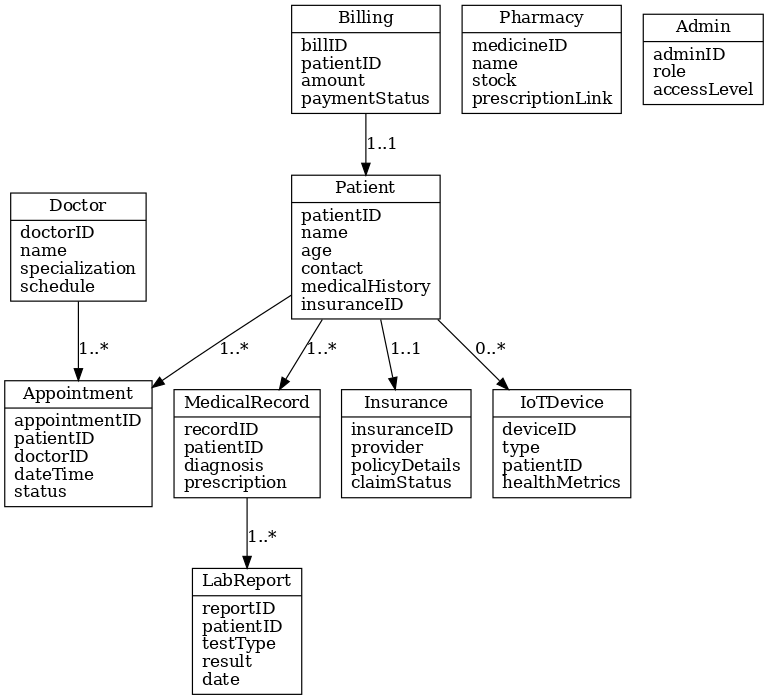 Billing
billID
patientID
amount
paymentStatus
Pharmacy
medicineID
name
stock
prescriptionLink
Admin
adminID
role
accessLevel
1..1
Doctor
doctorID
name
specialization
schedule
Patient
patientID
name
age
contact
medicalHistory
insuranceID
1..*
1..*
1..*
1..1
0..*
Appointment
appointmentID
patientID
doctorID
dateTime
status
MedicalRecord
recordID
patientID
diagnosis
prescription
Insurance
insuranceID
provider
policyDetails
claimStatus
IoTDevice
deviceID
type
patientID
healthMetrics
1..*
LabReport
reportID
patientID
testType
result
date